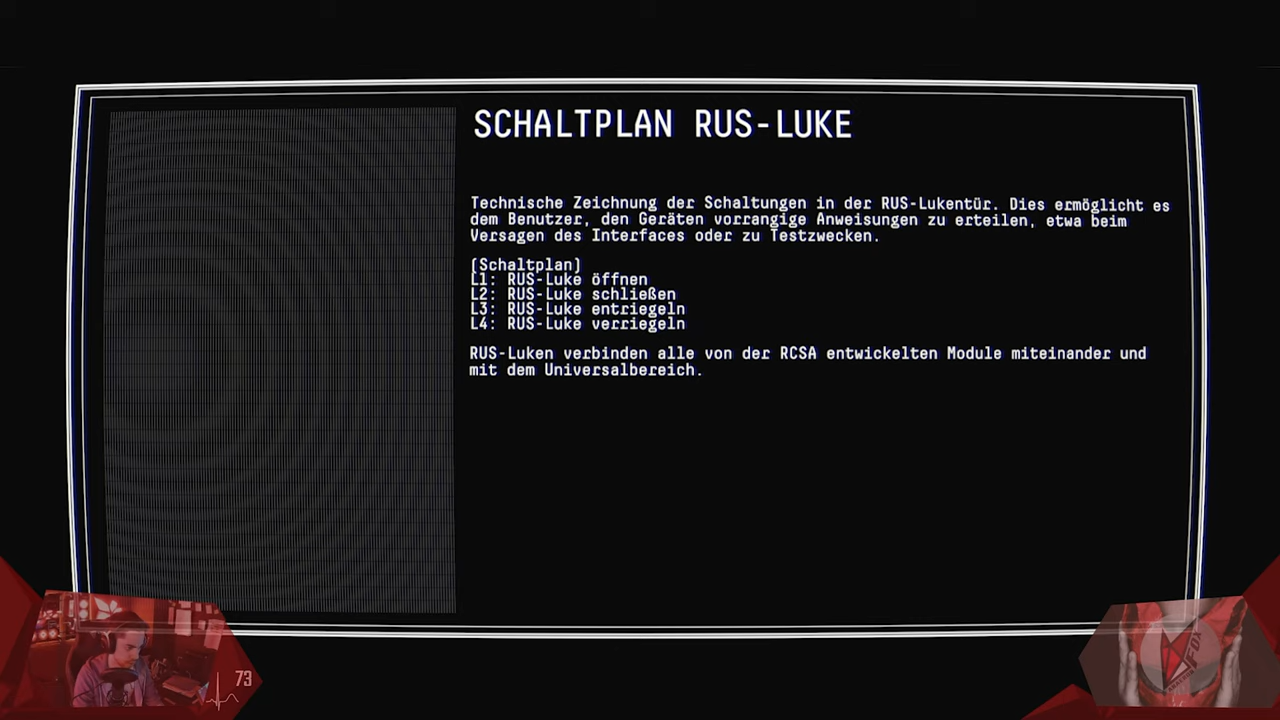 SCHALTPLAN RUS-LUKE
Technische Zeichnung der Schaltungen in der RUS-Lukentür. Dies ermöglicht es
dem Benutzer, den Geräten vorrangige Anweisungen zu erteilen, etwa beim
Versagen des Interfaces oder zu Testzwecken.
[Schaltplan]
L1: RUS-Luke öffnen
L2: RUS-Luke schließen
L3: RUS-Luke entriegeln
L4: RUS-Luke verriegeln
RUS-Luken verbinden alle von der RCSA entwickelten Module miteinander und
mit dem Universalbereich.
73
FOX